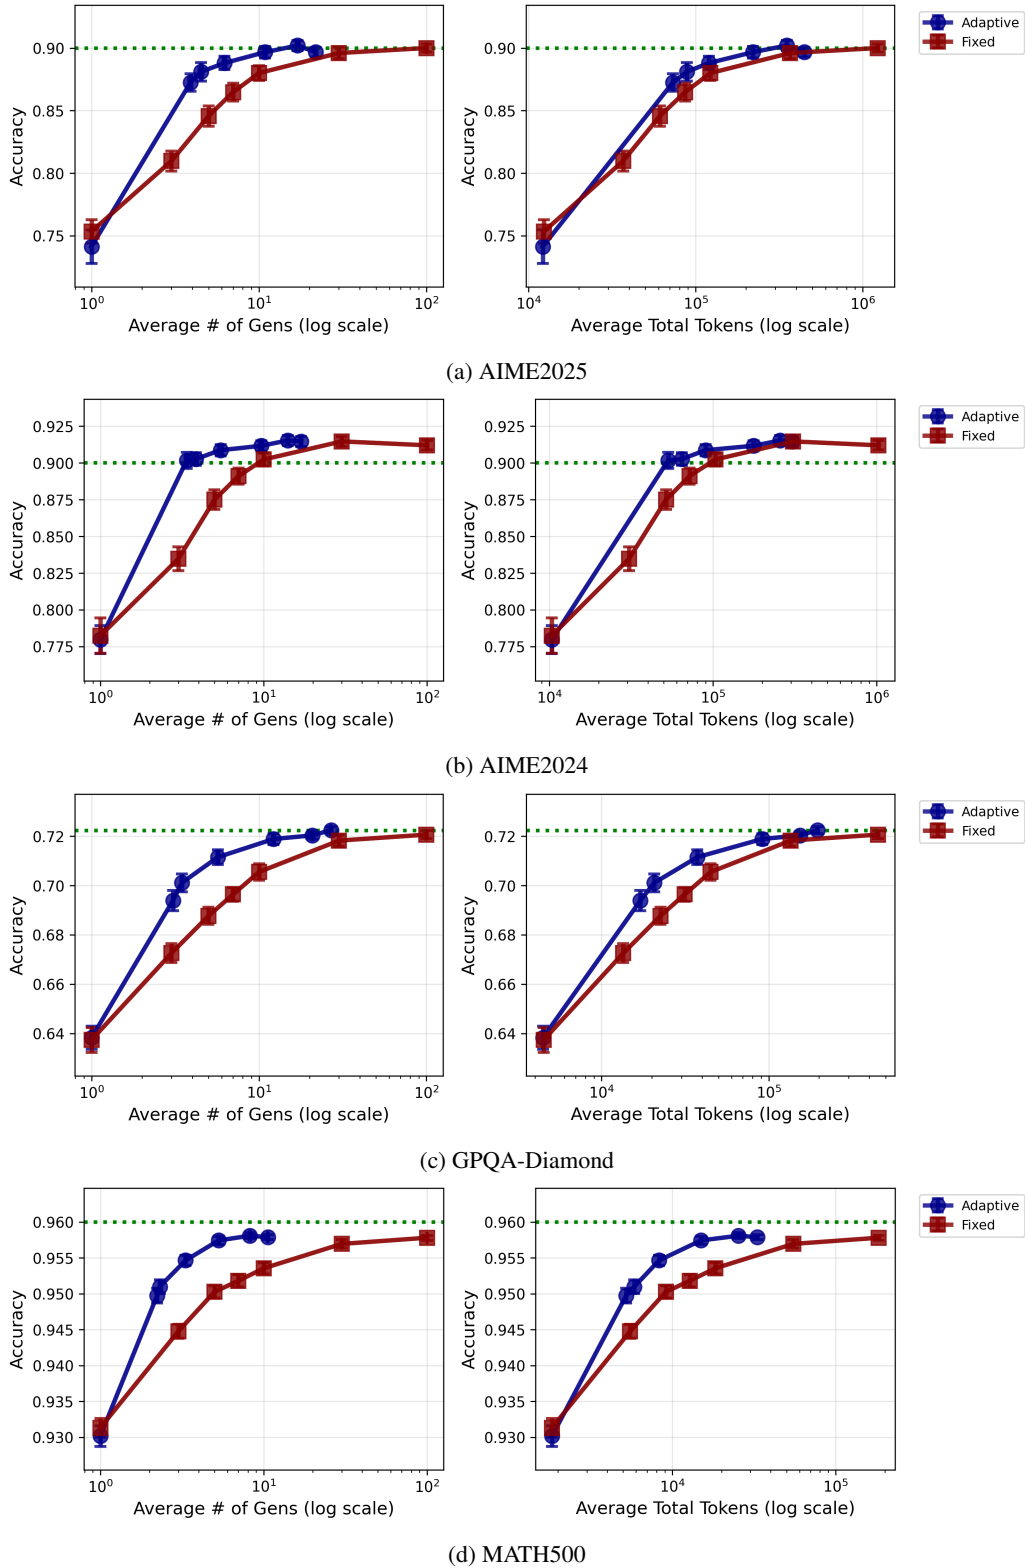 0.90
0.85
0.80
0.75
Accuracy
10⁰ 10¹ 10²
Average # of Gens (log scale)
0.90
0.85
0.80
0.75
Accuracy
10⁴ 10⁵ 10⁶
Average Total Tokens (log scale)
Adaptive
Fixed
(a) AIME2025
0.925
0.900
0.875
0.850
0.825
0.800
0.775
Accuracy
10⁰ 10¹ 10²
Average # of Gens (log scale)
0.925
0.900
0.875
0.850
0.825
0.800
0.775
Accuracy
10⁴ 10⁵ 10⁶
Average Total Tokens (log scale)
Adaptive
Fixed
(b) AIME2024
0.72
0.70
0.68
0.66
0.64
Accuracy
10⁰ 10¹ 10²
Average # of Gens (log scale)
0.72
0.70
0.68
0.66
0.64
Accuracy
10⁴ 10⁵
Average Total Tokens (log scale)
Adaptive
Fixed
(c) GPQA-Diamond
0.960
0.955
0.950
0.945
0.940
0.935
0.930
Accuracy
10⁰ 10¹ 10²
Average # of Gens (log scale)
0.960
0.955
0.950
0.945
0.940
0.935
0.930
Accuracy
10⁴ 10⁵
Average Total Tokens (log scale)
Adaptive
Fixed
(d) MATH500